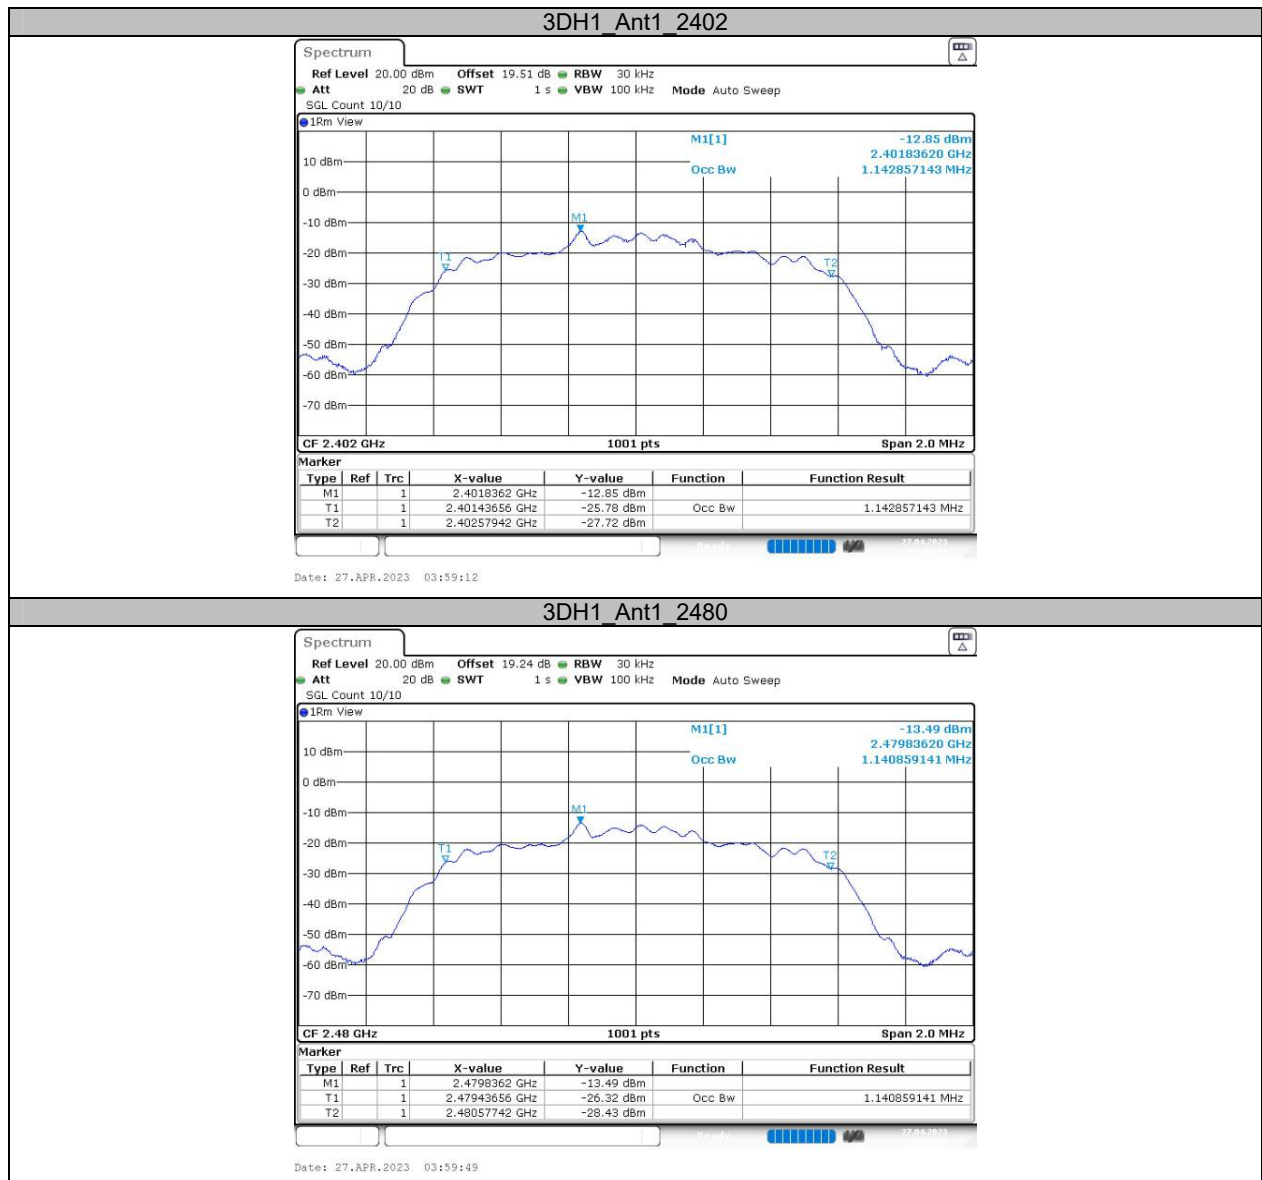 3DH1_Ant1_2402
Spectrum
Ref Level 20.00 dBm Offset 19.51 dB RBW 30 kHz
Att 20 dB SWT 1 s VBW 100 kHz Mode Auto Sweep
SGL Count 10/10
1Rm View
M1[1] -12.85 dBm
2.40183620 GHz
10 dBm
Occ Bw 1.142857143 MHz
0 dBm
-10 dBm
M1
-20 dBm
T1
T2
-30 dBm
-40 dBm
-50 dBm
-60 dBm
-70 dBm
CF 2.402 GHz 1001 pts Span 2.0 MHz
Marker
Type Ref Trc X-value Y-value Function Function Result
M1 1 2.4018362 GHz -12.85 dBm
T1 1 2.40143656 GHz -25.78 dBm Occ Bw 1.142857143 MHz
T2 1 2.40257942 GHz -27.72 dBm
27.04.2023
Date: 27.APR.2023 03:59:12
3DH1_Ant1_2480
Spectrum
Ref Level 20.00 dBm Offset 19.24 dB RBW 30 kHz
Att 20 dB SWT 1 s VBW 100 kHz Mode Auto Sweep
SGL Count 10/10
1Rm View
M1[1] -13.49 dBm
2.47983620 GHz
10 dBm
Occ Bw 1.140859141 MHz
0 dBm
-10 dBm
M1
-20 dBm
T1
T2
-30 dBm
-40 dBm
-50 dBm
-60 dBm
-70 dBm
CF 2.48 GHz 1001 pts Span 2.0 MHz
Marker
Type Ref Trc X-value Y-value Function Function Result
M1 1 2.4798362 GHz -13.49 dBm
T1 1 2.47943656 GHz -26.32 dBm Occ Bw 1.140859141 MHz
T2 1 2.48057742 GHz -28.43 dBm
27.04.2023
Date: 27.APR.2023 03:59:49